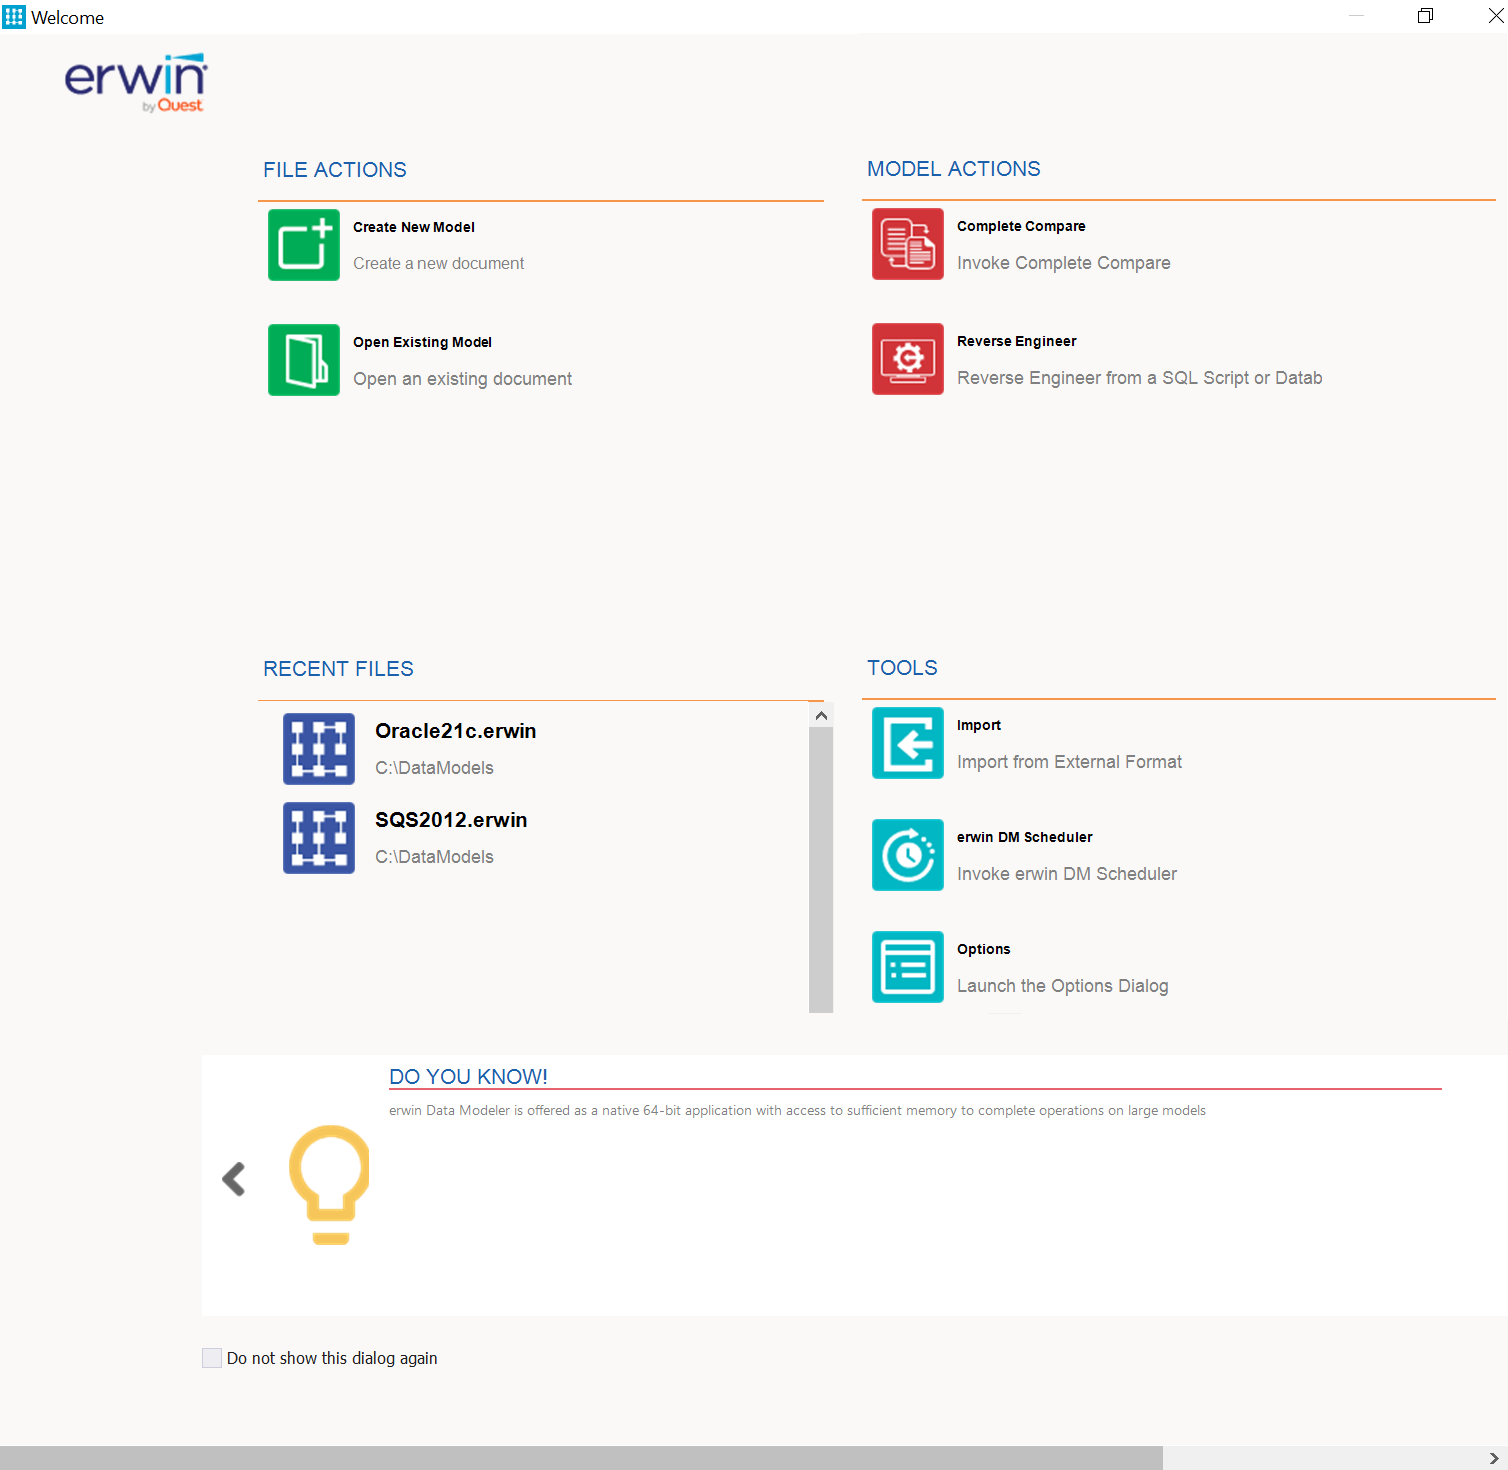 Welcome
erwin
by Quest
FILE ACTIONS
Create New Model
Create a new document
Open Existing Model
Open an existing document
MODEL ACTIONS
Complete Compare
Invoke Complete Compare
Reverse Engineer
Reverse Engineer from a SQL Script or Datab
RECENT FILES
Oracle21c.erwin
C:\DataModels
SQS2012.erwin
C:\DataModels
TOOLS
Import
Import from External Format
erwin DM Scheduler
Invoke erwin DM Scheduler
Options
Launch the Options Dialog
DO YOU KNOW!
erwin Data Modeler is offered as a native 64-bit application with access to sufficient memory to complete operations on large models
Do not show this dialog again